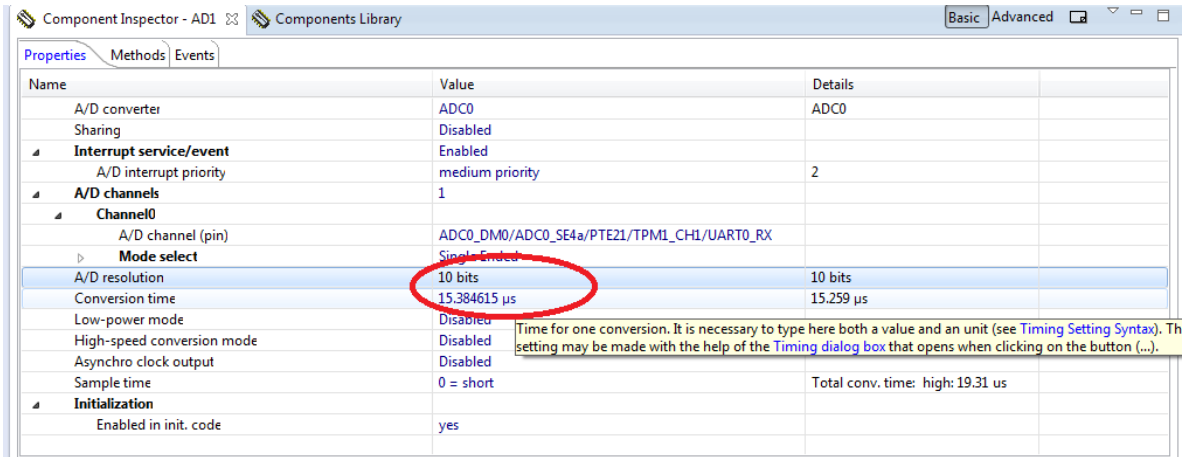 Component Inspector - AD1 Components Library Basic Advanced
Properties Methods Events
Name Value Details
A/D converter ADC0 ADC0
Sharing Disabled
Interrupt service/event Enabled
A/D interrupt priority medium priority 2
A/D channels 1
Channel0
A/D channel (pin) ADC0_DM0/ADC0_SE4a/PTE21/TPM1_CH1/UART0_RX
Mode select Single Ended
A/D resolution 10 bits 10 bits
Conversion time 15.384615 µs 15.259 µs
Low-power mode Disabled
Time for one conversion. It is necessary to type here both a value and an unit (see Timing Setting Syntax). Th
High-speed conversion mode Disabled
setting may be made with the help of the Timing dialog box that opens when clicking on the button (...).
Asynchro clock output Disabled
Sample time 0 = short Total conv. time: high: 19.31 us
Initialization
Enabled in init. code yes